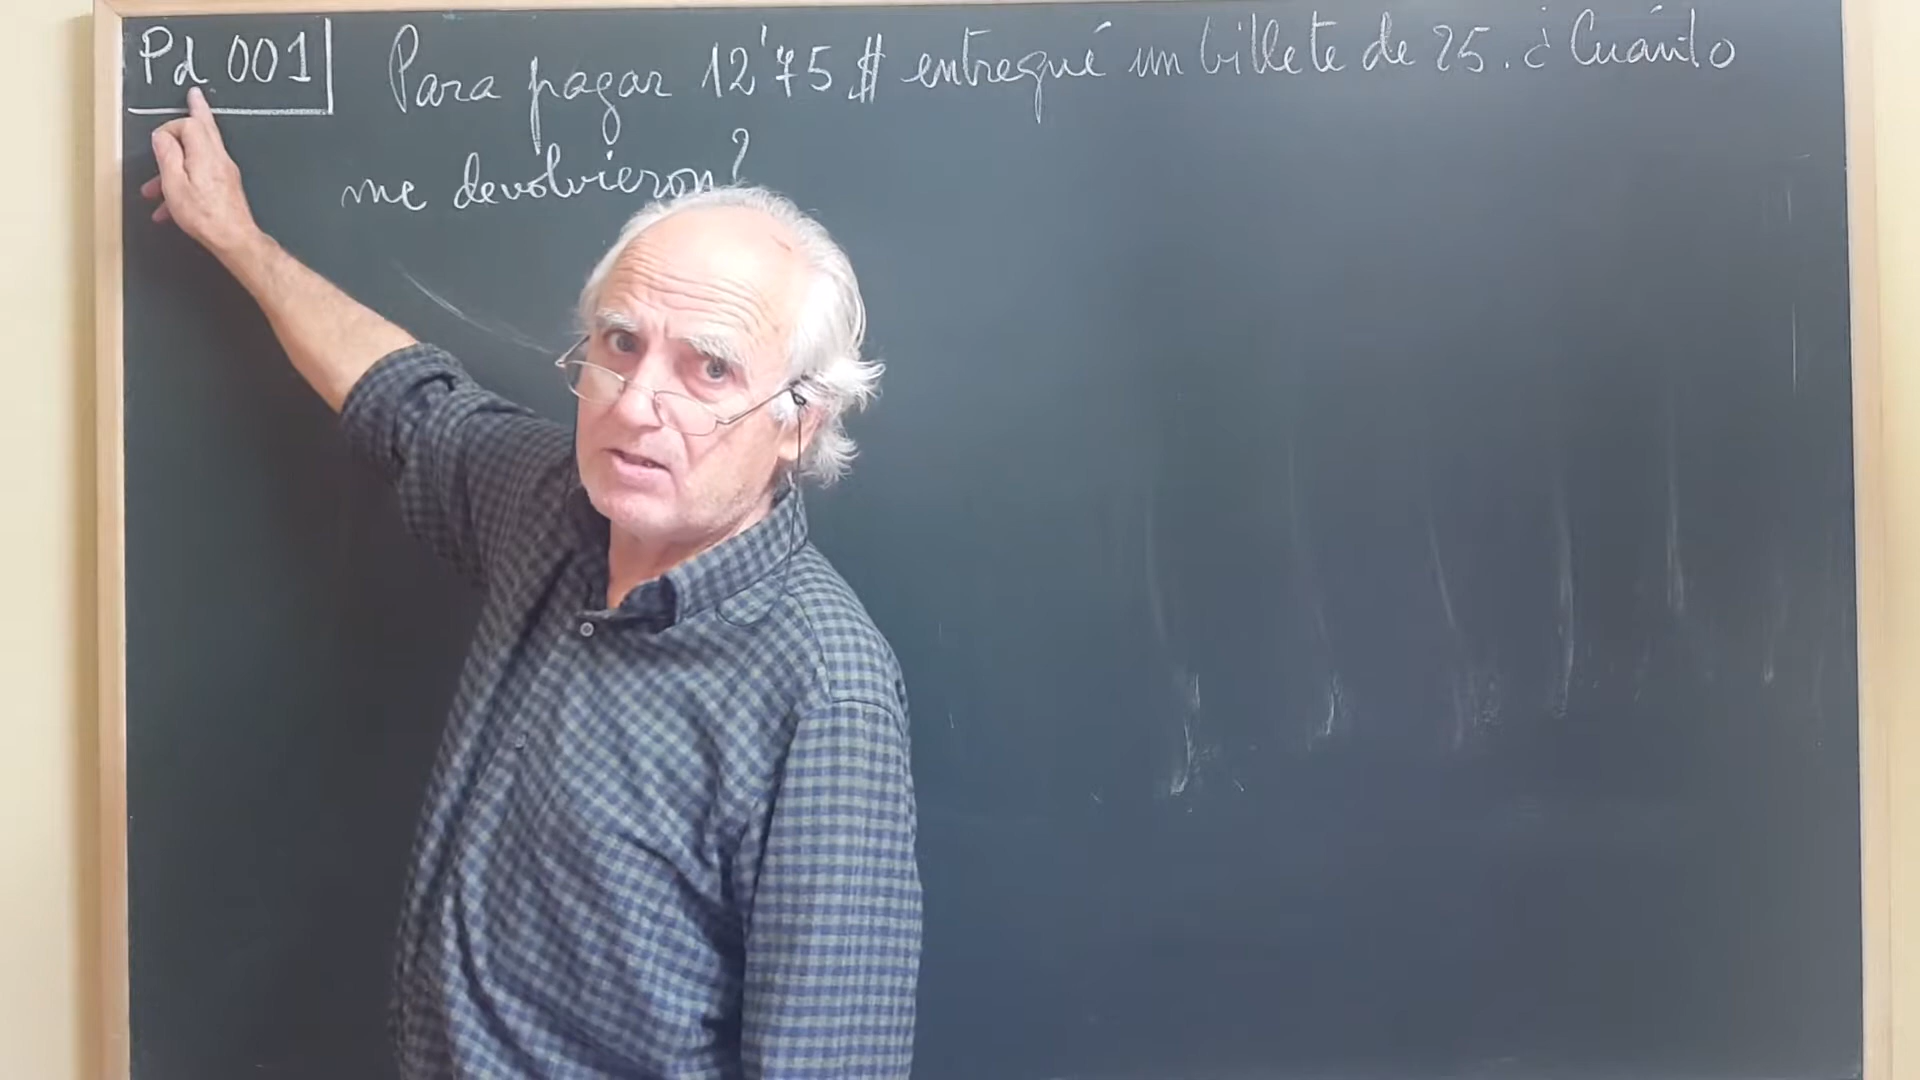 Pd 001
Para pagar 12'75 $ entregué un billete de 25. ¿Cuánto
me devolvieron?